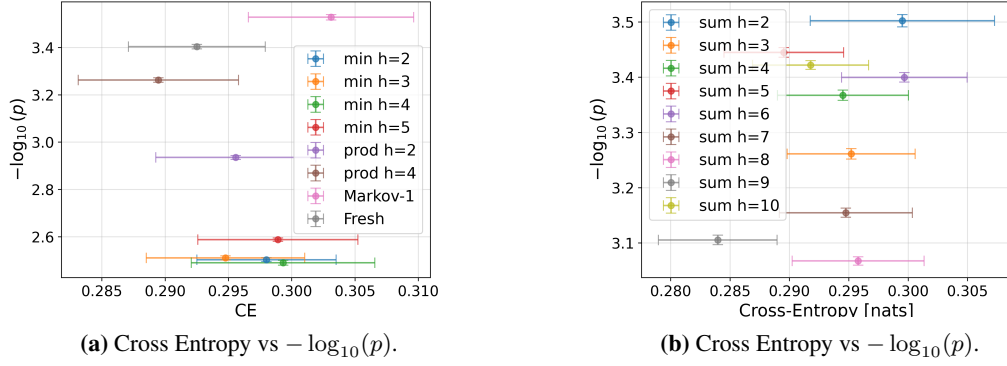 3.4
3.2
3.0
2.8
2.6
−log₁₀(p)
min h=2
min h=3
min h=4
min h=5
prod h=2
prod h=4
Markov-1
Fresh
0.285 0.290 0.295 0.300 0.305 0.310
CE
(a) Cross Entropy vs − log₁₀(p).
3.5
3.4
3.3
3.2
3.1
−log₁₀(p)
sum h=2
sum h=3
sum h=4
sum h=5
sum h=6
sum h=7
sum h=8
sum h=9
sum h=10
0.280 0.285 0.290 0.295 0.300 0.305
Cross-Entropy [nats]
(b) Cross Entropy vs − log₁₀(p).